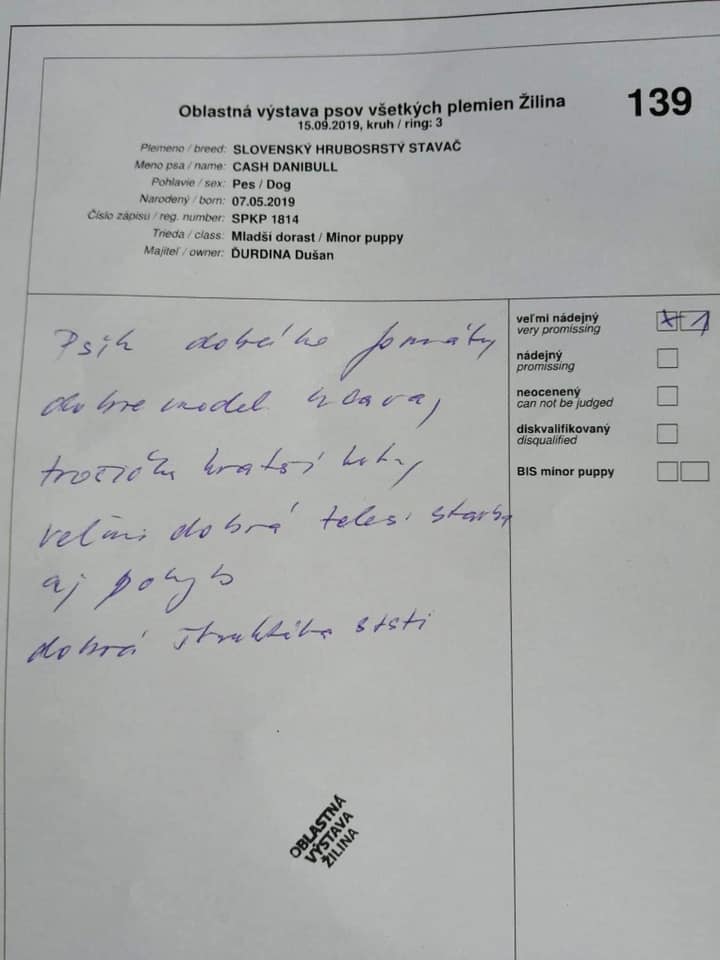 Oblastná výstava psov všetkých plemien Žilina
139
15.09.2019, kruh / ring: 3
Plemeno / breed: SLOVENSKÝ HRUBOSRSTÝ STAVAČ
Meno psa / name: CASH DANIBULL
Pohlavie / sex: Pes / Dog
Narodený / born: 07.05.2019
Číslo zápisu / reg. number: SPKP 1814
Trieda / class: Mladší dorast / Minor puppy
Majiteľ / owner: ĎURDINA Dušan
Psík dobrého formátu
dobre model. hlava,
trošičku kratší krk,
veľmi dobrá teles. stavba
aj pohyb
dobrá štruktúra srsti
veľmi nádejný
very promissing
x 1
nádejný
promissing
neocenený
can not be judged
diskvalifikovaný
disqualified
BIS minor puppy
OBLASTNÁ
VÝSTAVA
ŽILINA